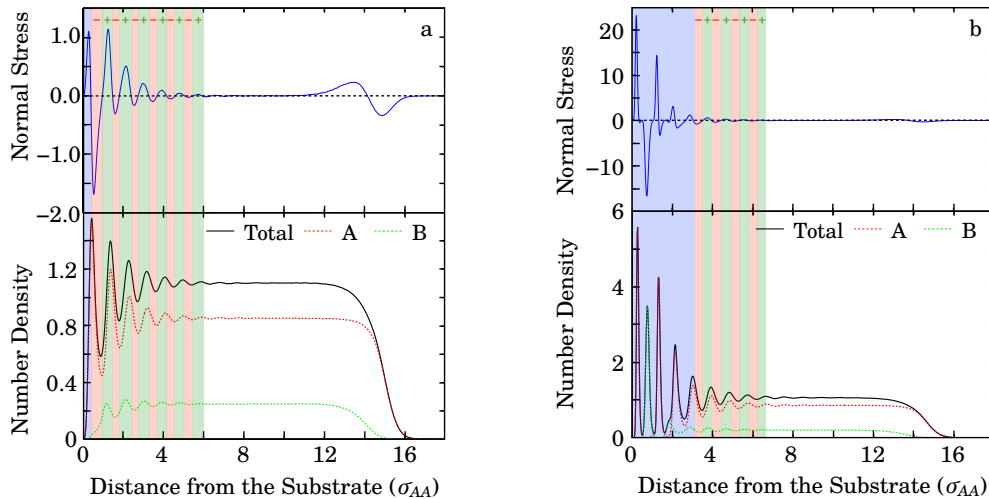 −+−+−+−+−+−+
a
1.0
0.0
−1.0
−2.0
Normal Stress
Total A B
1.2
0.8
0.4
0
Number Density
0 4 8 12 16
Distance from the Substrate (σAA)
−+−+−+−+
b
20
10
0
−10
Normal Stress
6
Total A B
4
2
0
Number Density
0 4 8 12 16
Distance from the Substrate (σAA)